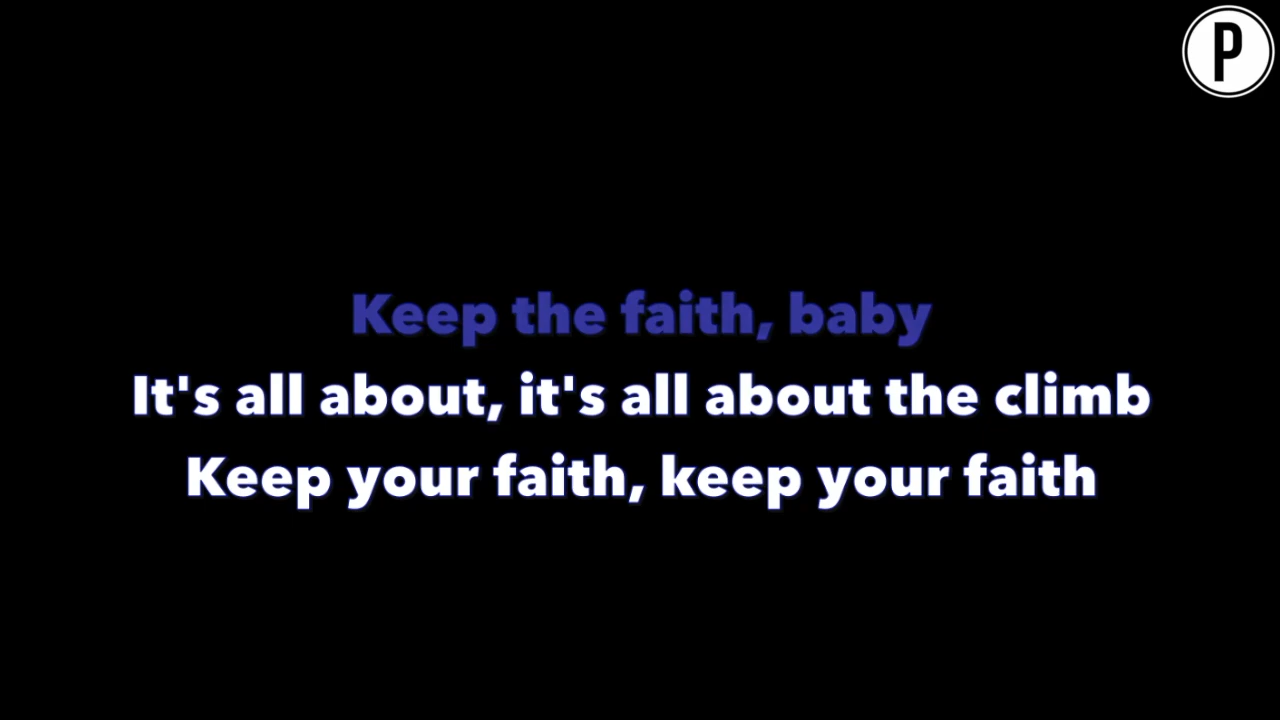 P
Keep the faith, baby
It's all about, it's all about the climb
Keep your faith, keep your faith